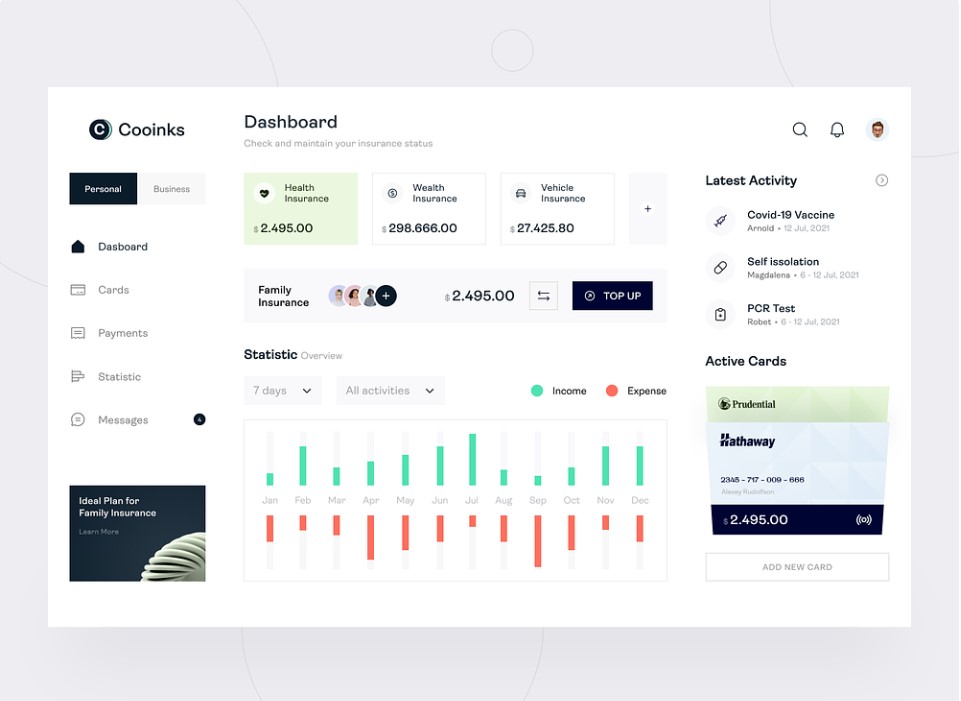 Cooinks
Personal
Business
Dasboard
Cards
Payments
Statistic
Messages
4
Ideal Plan for
Family Insurance
Learn More
Dashboard
Check and maintain your insurance status
Health
Insurance
$ 2.495.00
Wealth
Insurance
$ 298.666.00
Vehicle
Insurance
$ 27.425.80
+
Family
Insurance
+
$ 2.495.00
TOP UP
Statistic Overview
7 days
All activities
Income
Expense
Jan Feb Mar Apr May Jun Jul Aug Sep Oct Nov Dec
Latest Activity
Covid-19 Vaccine
Arnold • 12 Jul, 2021
Self issolation
Magdalena • 6 - 12 Jul, 2021
PCR Test
Robet • 6 - 12 Jul, 2021
Active Cards
Prudential
Hathaway
2345 - 717 - 009 - 666
Alexey Rudolfson
$ 2.495.00
ADD NEW CARD